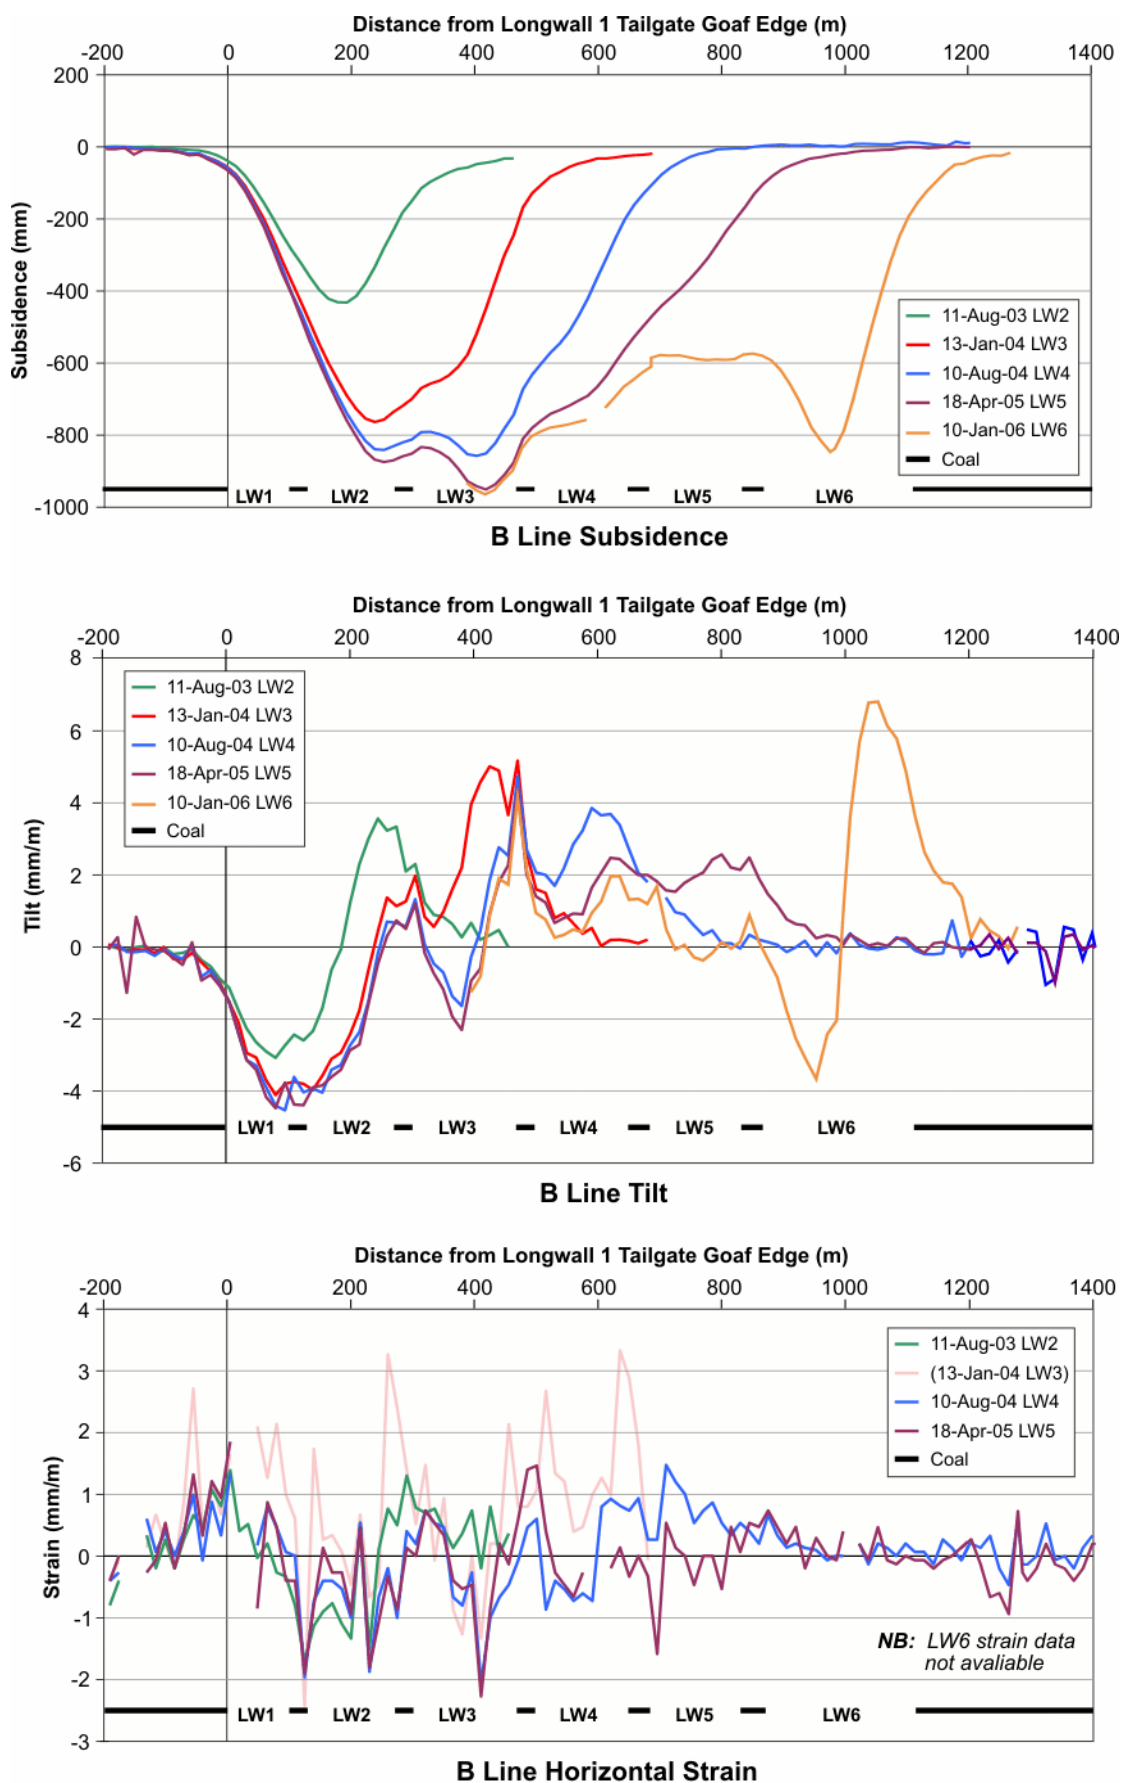 Distance from Longwall 1 Tailgate Goaf Edge (m)
-200 0 200 400 600 800 1000 1200 1400
200
0
-200
-400
-600
-800
-1000
Subsidence (mm)
11-Aug-03 LW2
13-Jan-04 LW3
10-Aug-04 LW4
18-Apr-05 LW5
10-Jan-06 LW6
Coal
LW1 LW2 LW3 LW4 LW5 LW6
B Line Subsidence
Distance from Longwall 1 Tailgate Goaf Edge (m)
-200 0 200 400 600 800 1000 1200 1400
8
6
4
2
0
-2
-4
-6
Tilt (mm/m)
11-Aug-03 LW2
13-Jan-04 LW3
10-Aug-04 LW4
18-Apr-05 LW5
10-Jan-06 LW6
Coal
LW1 LW2 LW3 LW4 LW5 LW6
B Line Tilt
Distance from Longwall 1 Tailgate Goaf Edge (m)
-200 0 200 400 600 800 1000 1200 1400
4
3
2
1
0
-1
-2
-3
Strain (mm/m)
11-Aug-03 LW2
(13-Jan-04 LW3)
10-Aug-04 LW4
18-Apr-05 LW5
Coal
NB: LW6 strain data
not avaliable
LW1 LW2 LW3 LW4 LW5 LW6
B Line Horizontal Strain